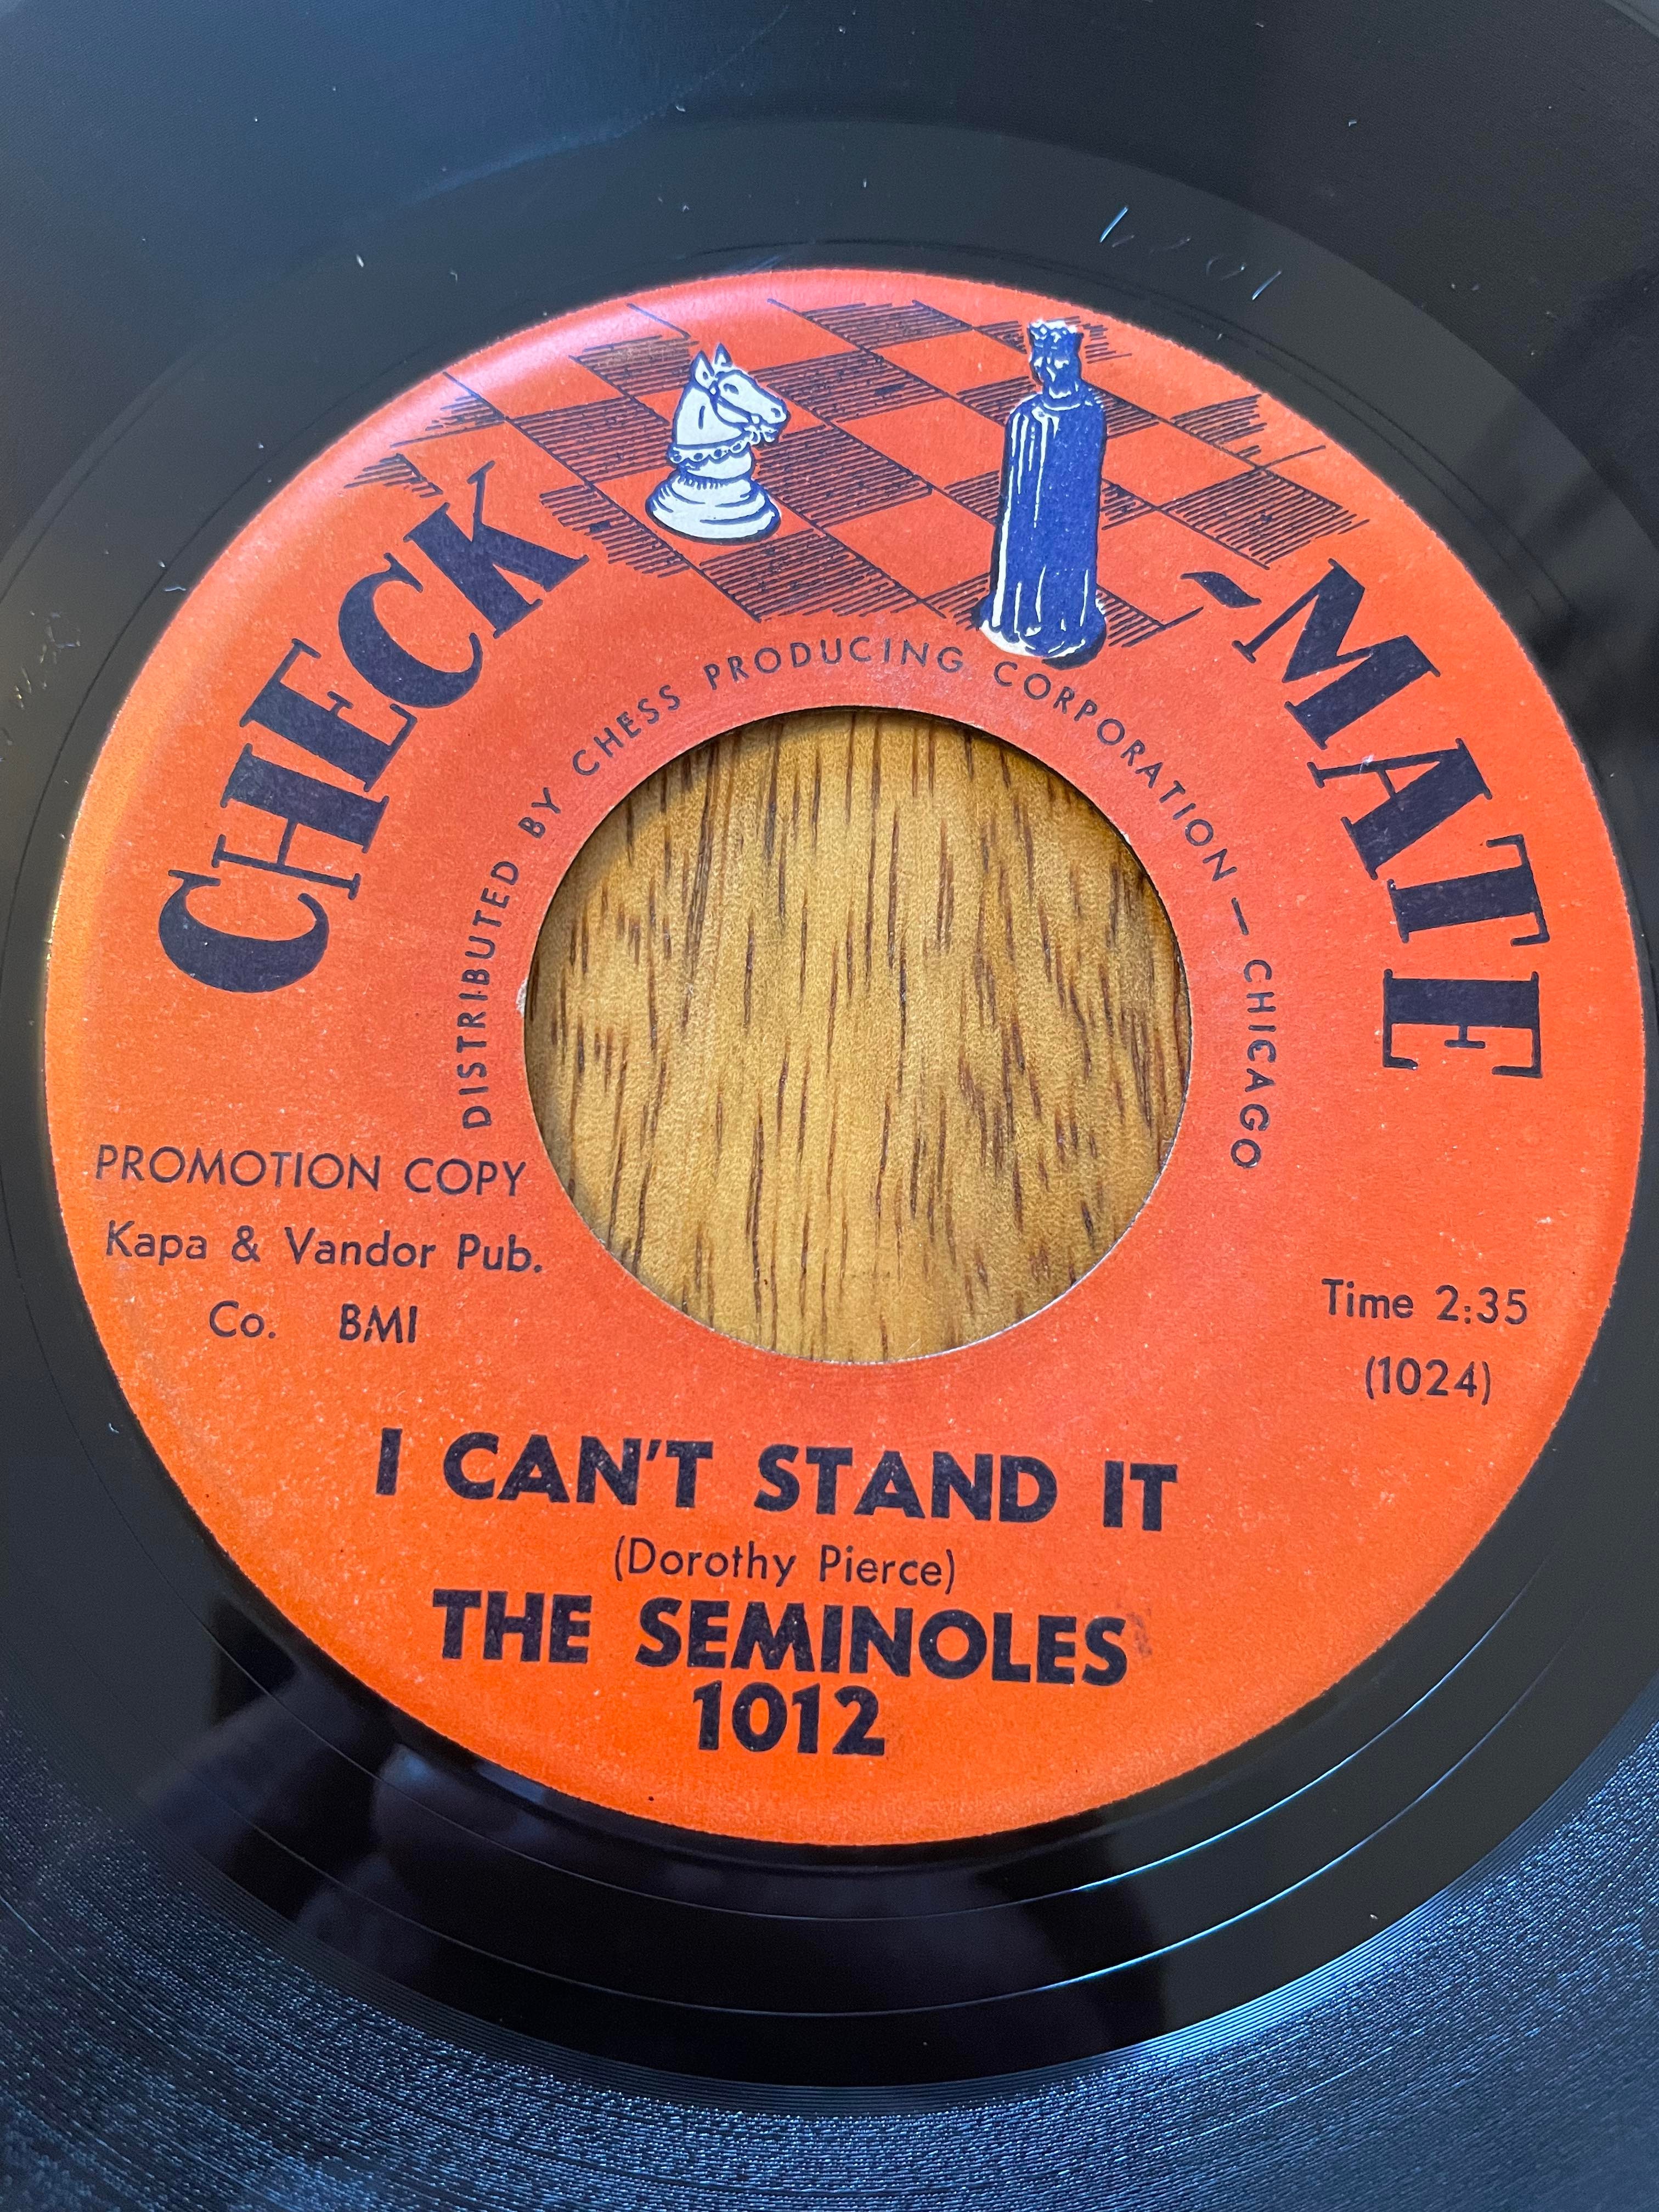 CHECK-MATE
DISTRIBUTED BY CHESS PRODUCING CORPORATION — CHICAGO
PROMOTION COPY
Kapa & Vandor Pub.
Co. BMI
Time 2:35
(1024)
I CAN'T STAND IT
(Dorothy Pierce)
THE SEMINOLES
1012